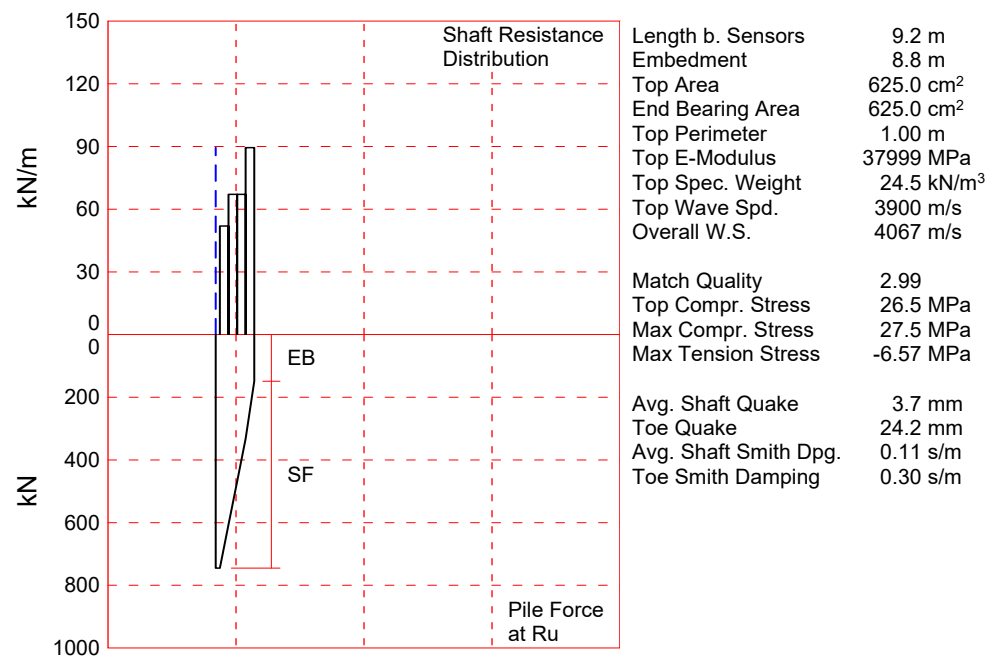 150
120
90
60
30
0
kN/m
Shaft Resistance
Distribution
0
200
400
600
800
1000
kN
EB
SF
Pile Force
at Ru
Length b. Sensors 9.2 m
Embedment 8.8 m
Top Area 625.0 cm²
End Bearing Area 625.0 cm²
Top Perimeter 1.00 m
Top E-Modulus 37999 MPa
Top Spec. Weight 24.5 kN/m³
Top Wave Spd. 3900 m/s
Overall W.S. 4067 m/s
Match Quality 2.99
Top Compr. Stress 26.5 MPa
Max Compr. Stress 27.5 MPa
Max Tension Stress -6.57 MPa
Avg. Shaft Quake 3.7 mm
Toe Quake 24.2 mm
Avg. Shaft Smith Dpg. 0.11 s/m
Toe Smith Damping 0.30 s/m